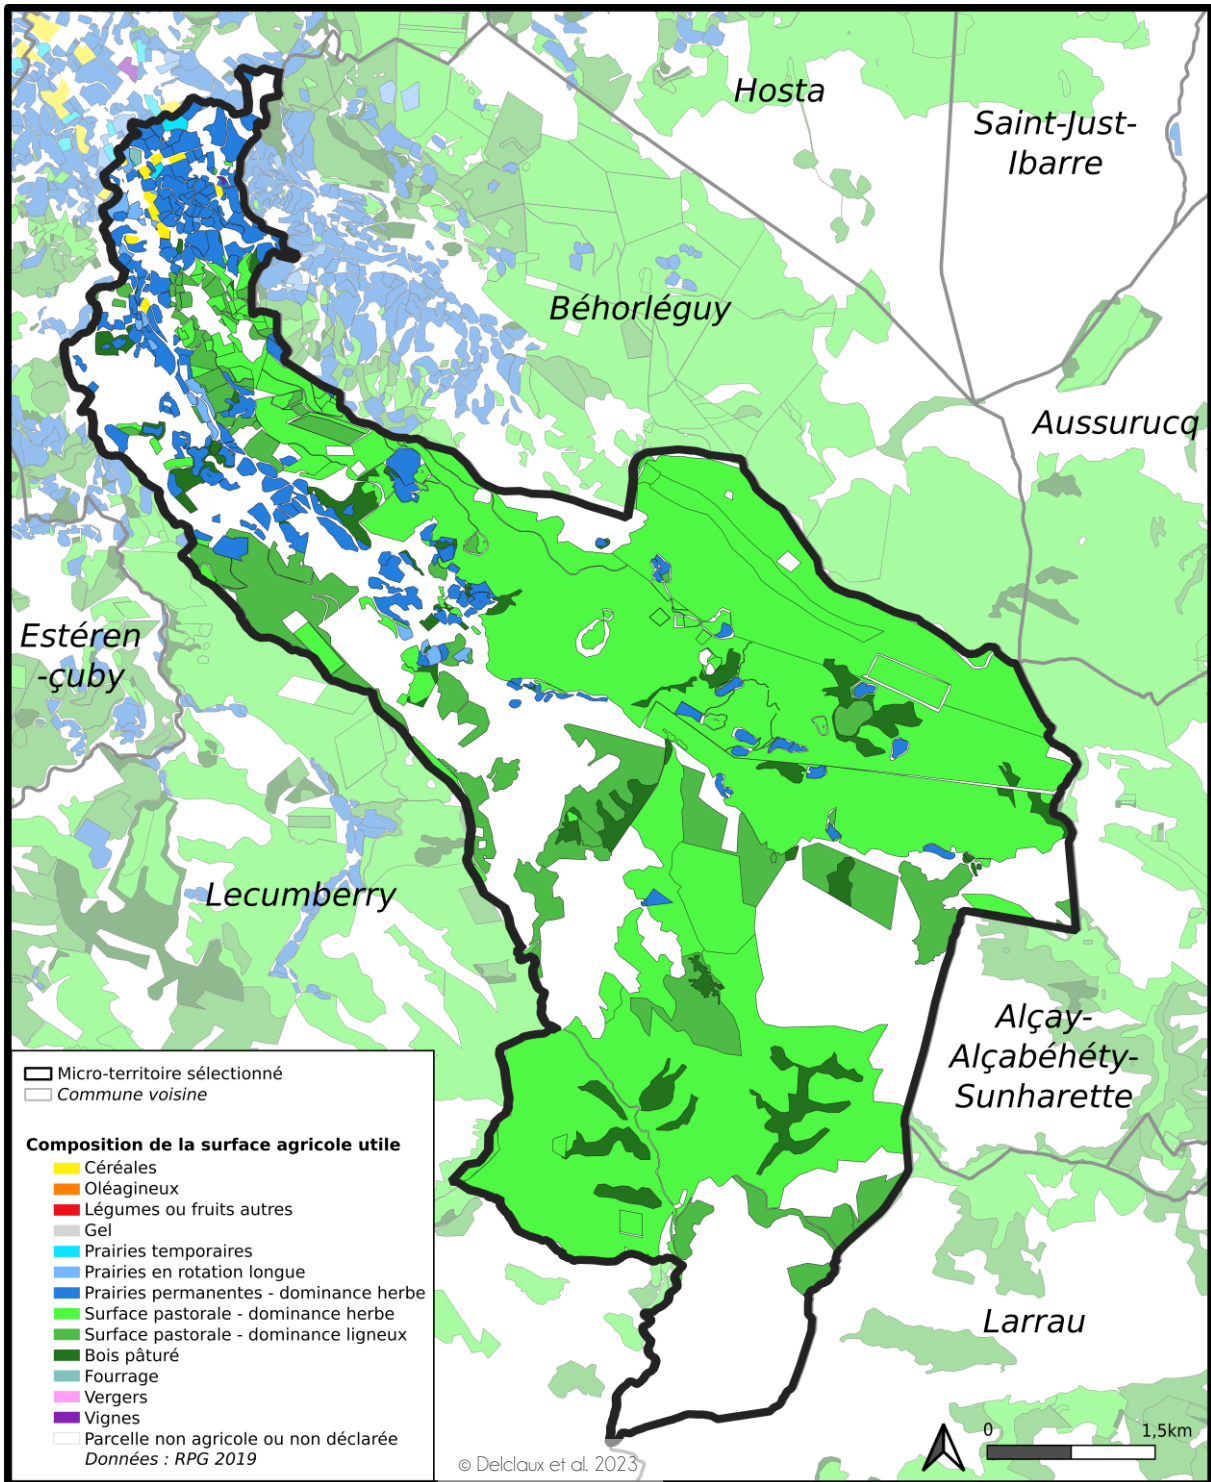 Hosta
Saint-Just-
Ibarre
Béhorléguy
Aussurucq
Estéren
-çuby
Lecumberry
Alçay-
Alçabéhéty-
Sunharette
Larrau
Micro-territoire sélectionné
Commune voisine
Composition de la surface agricole utile
Céréales
Oléagineux
Légumes ou fruits autres
Gel
Prairies temporaires
Prairies en rotation longue
Prairies permanentes - dominance herbe
Surface pastorale - dominance herbe
Surface pastorale - dominance ligneux
Bois pâturé
Fourrage
Vergers
Vignes
Parcelle non agricole ou non déclarée
Données : RPG 2019
0 1,5km
© Delclaux et al. 2023